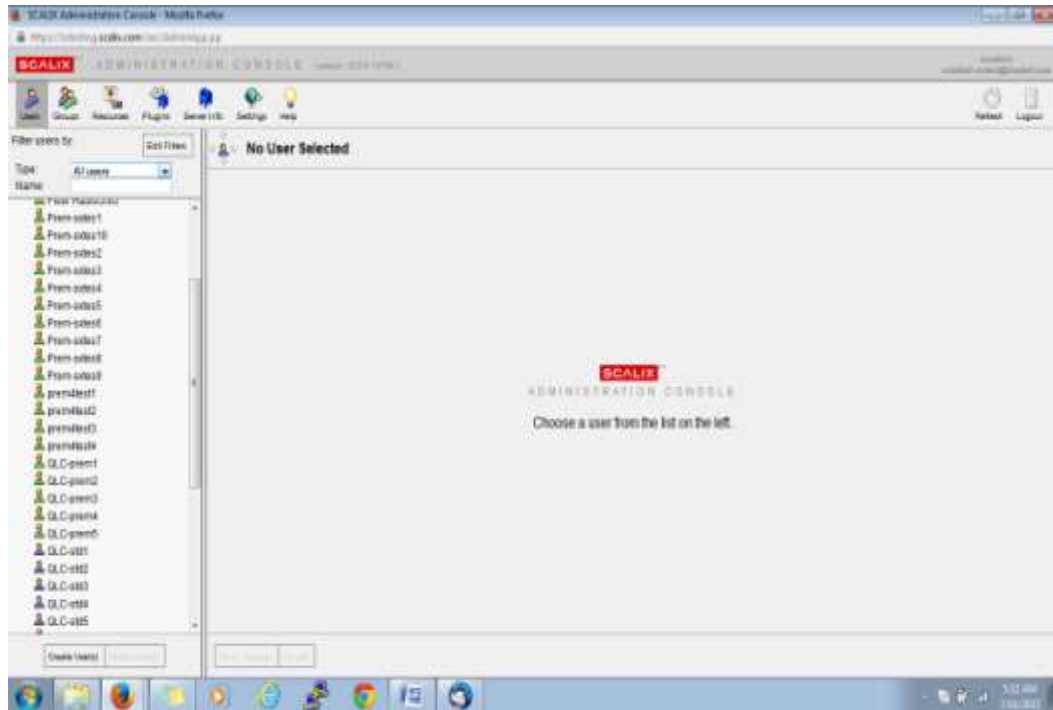 SCALIX Administration Console - Mozilla Firefox
SCALIX ADMINISTRATION CONSOLE
Users Groups Resources Plugins Server Info Settings Help
Refresh Logout
Filter users by:
Edit Filters
Type: All users
Name:
No User Selected
Prem-sales1
Prem-sales10
Prem-sales2
Prem-sales3
Prem-sales4
Prem-sales5
Prem-sales6
Prem-sales7
Prem-sales8
Prem-sales9
prem4test1
prem4test2
prem4test3
prem4test4
QLC-prem1
QLC-prem2
QLC-prem3
QLC-prem4
QLC-prem5
QLC-std1
QLC-std2
QLC-std3
QLC-std4
QLC-std5
SCALIX
ADMINISTRATION CONSOLE
Choose a user from the list on the left.
Create User(s)